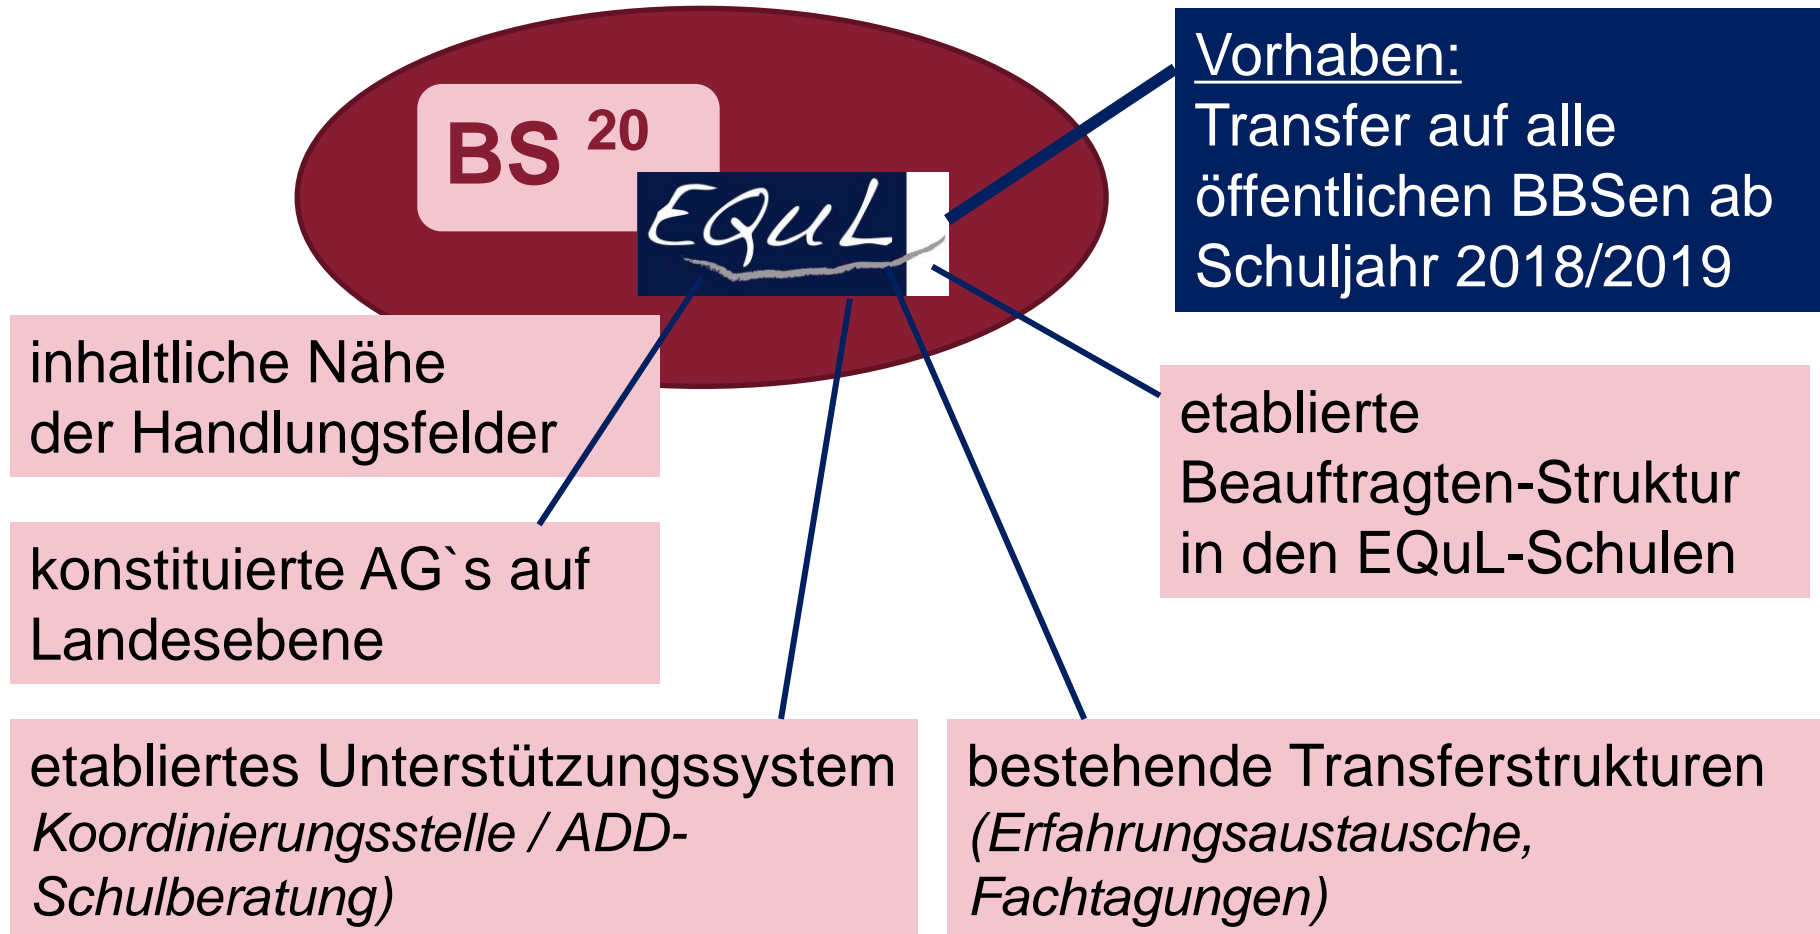 BS 20
EQuL
Vorhaben:
Transfer auf alle
öffentlichen BBSen ab
Schuljahr 2018/2019
inhaltliche Nähe
der Handlungsfelder
etablierte
Beauftragten-Struktur
in den EQuL-Schulen
konstituierte AG`s auf
Landesebene
etabliertes Unterstützungssystem
Koordinierungsstelle / ADD-
Schulberatung)
bestehende Transferstrukturen
(Erfahrungsaustausche,
Fachtagungen)